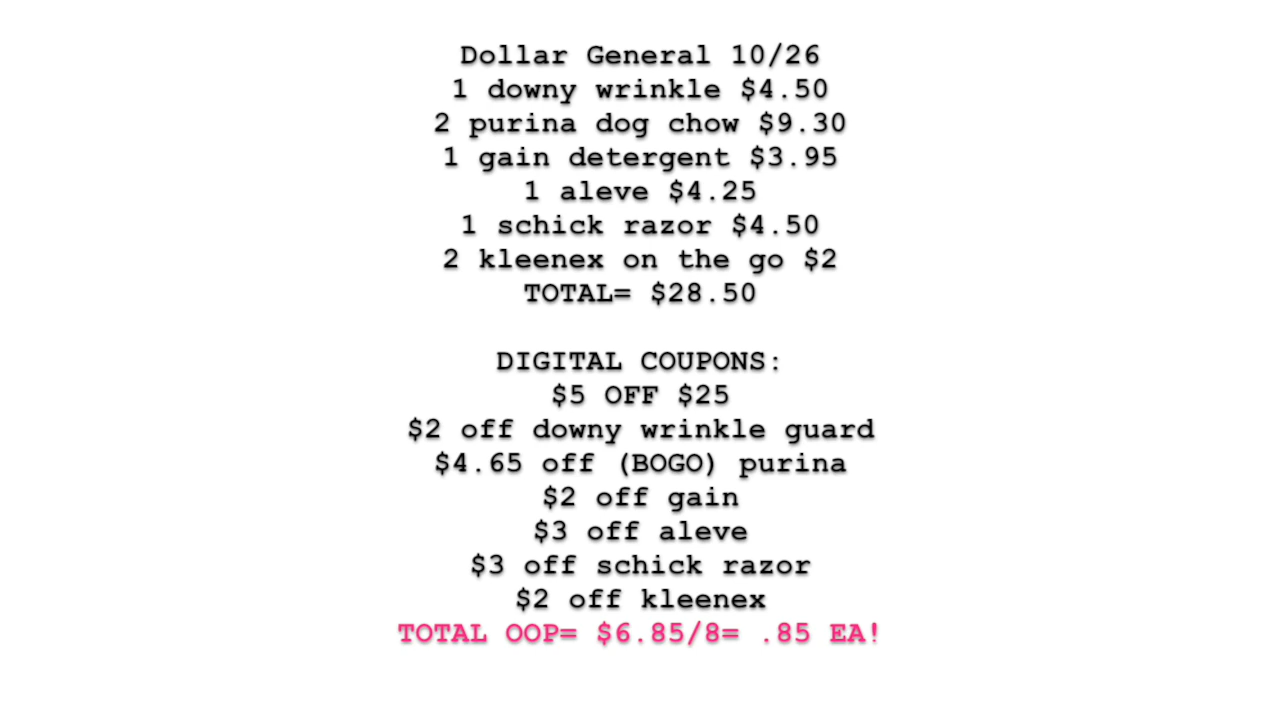 Dollar General 10/26
1 downy wrinkle $4.50
2 purina dog chow $9.30
1 gain detergent $3.95
1 aleve $4.25
1 schick razor $4.50
2 kleenex on the go $2
TOTAL= $28.50
DIGITAL COUPONS:
$5 OFF $25
$2 off downy wrinkle guard
$4.65 off (BOGO) purina
$2 off gain
$3 off aleve
$3 off schick razor
$2 off kleenex
TOTAL OOP= $6.85/8= .85 EA!